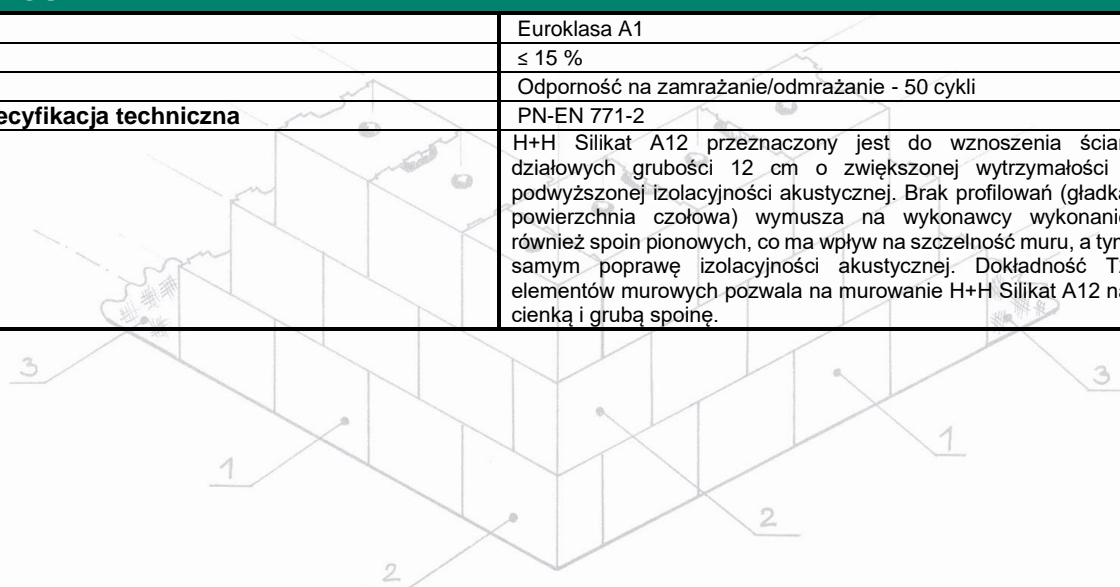 Euroklasa A1
≤ 15 %
Odporność na zamrażanie/odmrażanie - 50 cykli
ecyfikacja techniczna PN-EN 771-2
H+H Silikat A12 przeznaczony jest do wznoszenia ścian
działowych grubości 12 cm o zwiększonej wytrzymałości
podwyższonej izolacyjności akustycznej. Brak profilowań (gładka
powierzchnia czołowa) wymusza na wykonawcy wykonani
również spoin pionowych, co ma wpływ na szczelność muru, a tym
samym poprawę izolacyjności akustycznej. Dokładność T
elementów murowych pozwala na murowanie H+H Silikat A12 na
cienką i grubą spoinę.
3
3
1
1
2
2